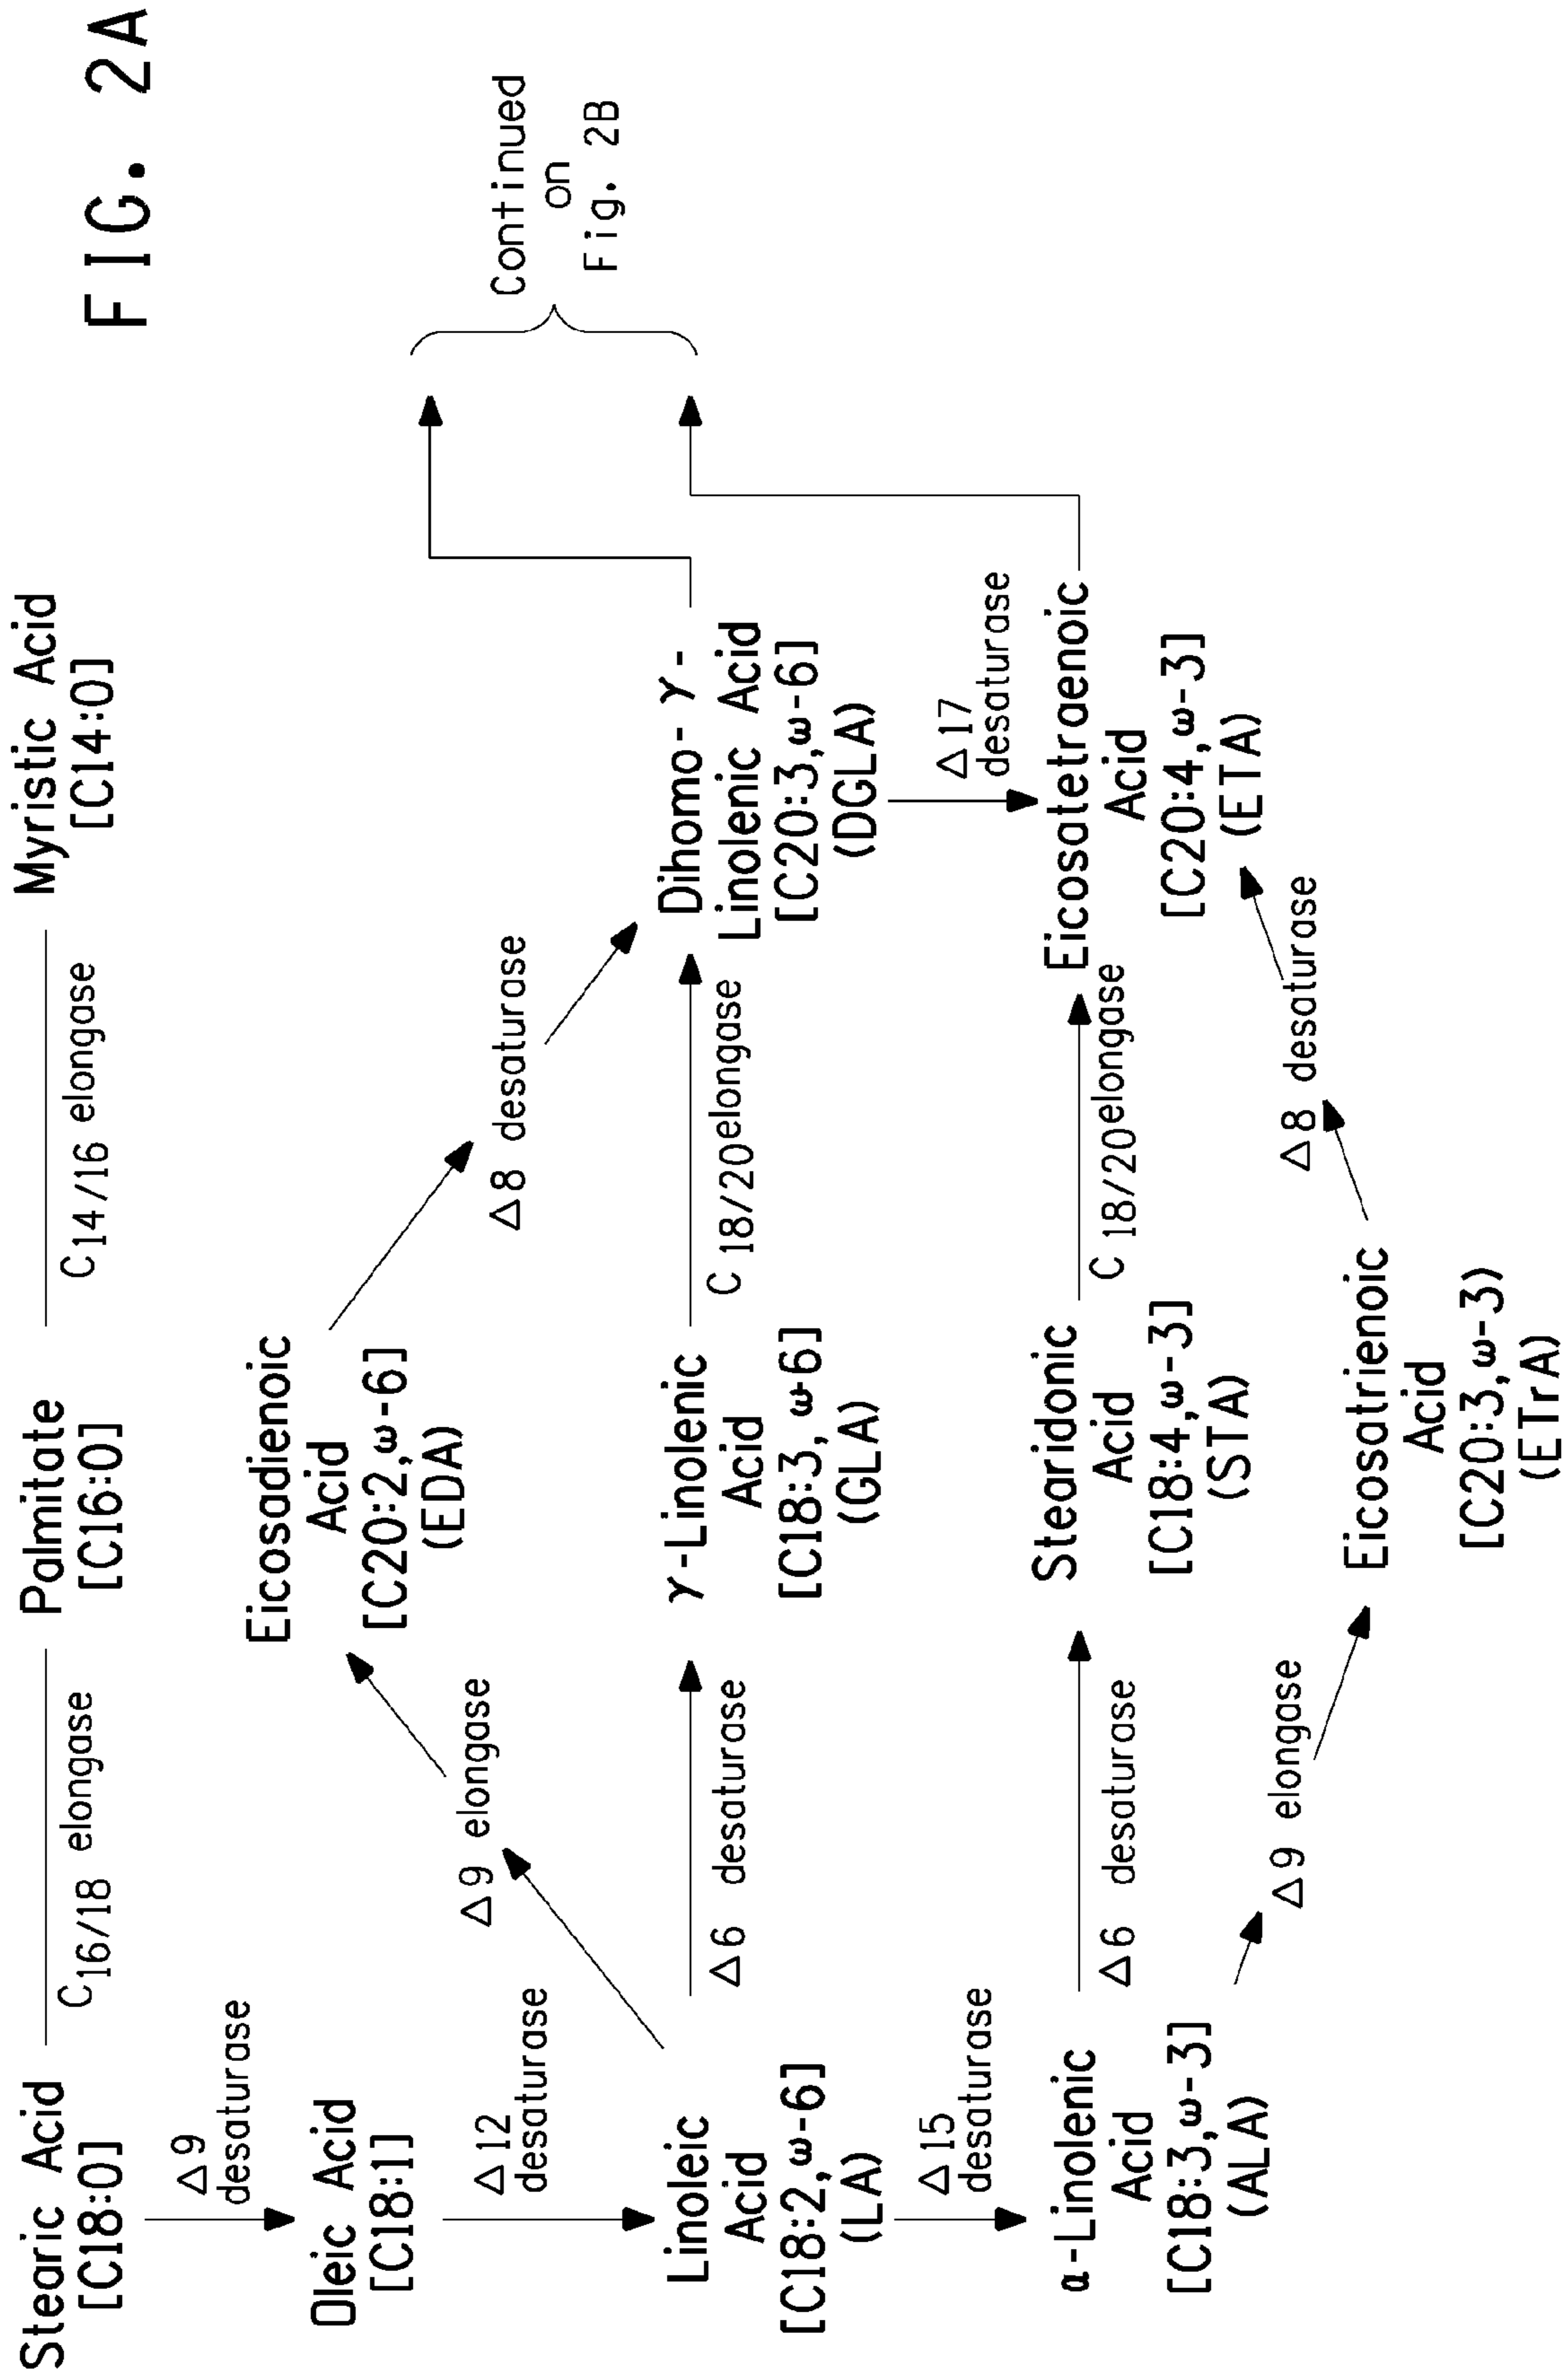 FIG. 2A
Stearic Acid
[C18:0]
C16/18 elongase
Palmitate
[C16:0]
C14/16 elongase
Myristic Acid
[C14:0]
Δ9
desaturase
Oleic Acid
[C18:1]
Δ12
desaturase
Δ9 elongase
Eicosadienoic
Acid
[C20:2,ω-6]
(EDA)
Δ8 desaturase
Continued
on
Fig. 2B
Linoleic
Acid
[C18:2,ω-6]
(LA)
Δ6 desaturase
γ-Linolenic
Acid
[C18:3,ω-6]
(GLA)
C18/20 elongase
Dihomo- γ -
Linolenic Acid
[C20:3,ω-6]
(DGLA)
Δ15
desaturase
Δ17
desaturase
α-Linolenic
Acid
[C18:3,ω-3]
(ALA)
Δ6 desaturase
Stearidonic
Acid
[C18:4,ω-3]
(STA)
C18/20 elongase
Eicosatetraenoic
Acid
[C20:4,ω-3]
(ETA)
Δ9 elongase
Eicosatrienoic
Acid
[C20:3,ω-3)
(ETrA)
Δ8 desaturase